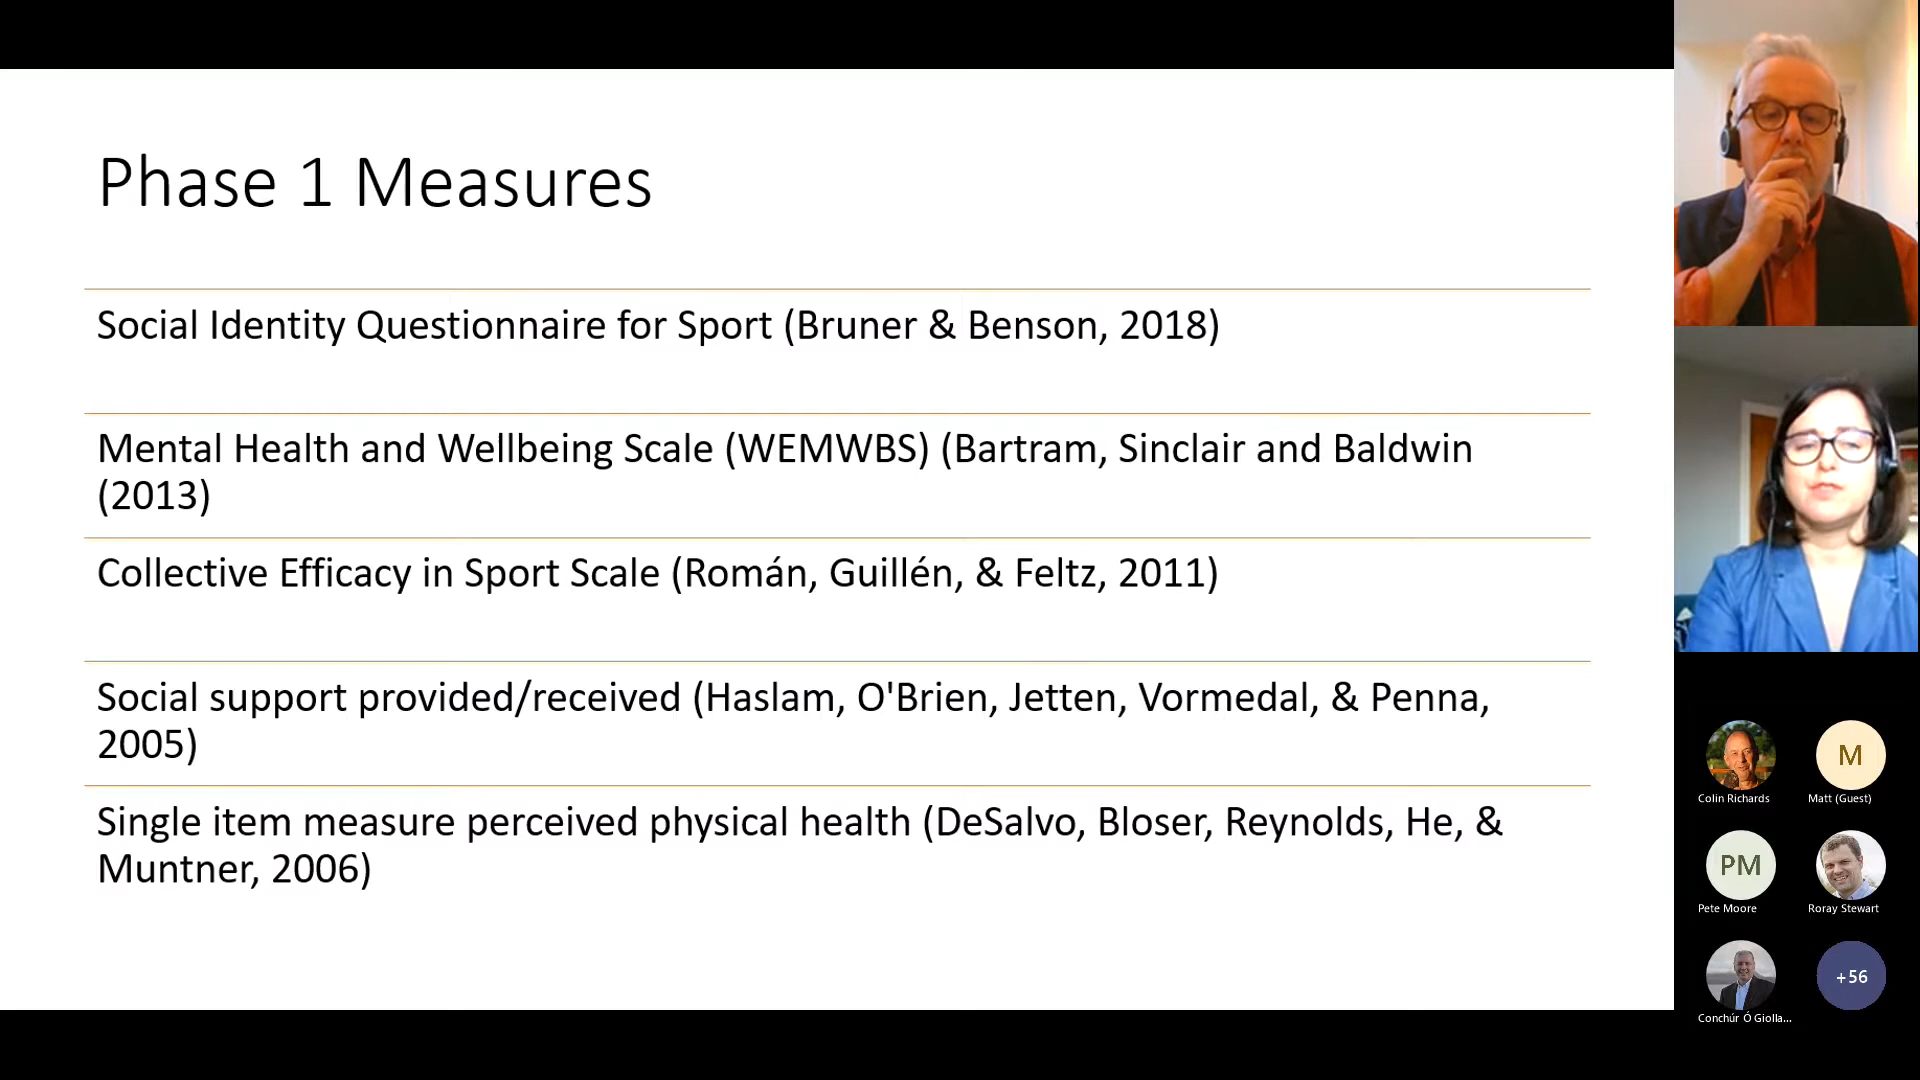 Phase 1 Measures
Social Identity Questionnaire for Sport (Bruner & Benson, 2018)
Mental Health and Wellbeing Scale (WEMWBS) (Bartram, Sinclair and Baldwin
(2013)
Collective Efficacy in Sport Scale (Román, Guillén, & Feltz, 2011)
Social support provided/received (Haslam, O'Brien, Jetten, Vormedal, & Penna,
2005)
Single item measure perceived physical health (DeSalvo, Bloser, Reynolds, He, &
Muntner, 2006)
M
Colin Richards
Matt (Guest)
PM
Pete Moore
Roray Stewart
+56
Conchúr Ó Giolla...